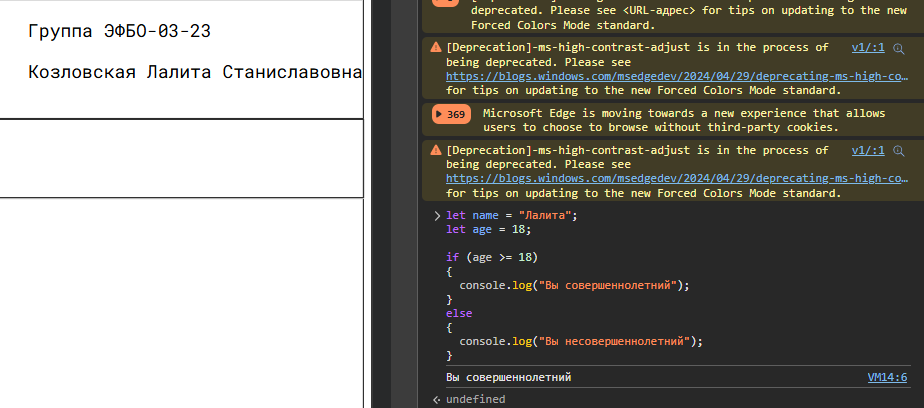 Группа ЭФБО-03-23
Козловская Лалита Станиславовна
deprecated. Please see <URL-адрес> for tips on updating to the new
Forced Colors Mode standard.
[Deprecation]-ms-high-contrast-adjust is in the process of v1/:1
being deprecated. Please see
https://blogs.windows.com/msedgedev/2024/04/29/deprecating-ms-high-co…
for tips on updating to the new Forced Colors Mode standard.
369 Microsoft Edge is moving towards a new experience that allows
users to choose to browse without third-party cookies.
[Deprecation]-ms-high-contrast-adjust is in the process of v1/:1
being deprecated. Please see
https://blogs.windows.com/msedgedev/2024/04/29/deprecating-ms-high-co…
for tips on updating to the new Forced Colors Mode standard.
let name = "Лалита";
let age = 18;
if (age >= 18)
{
console.log("Вы совершеннолетний");
}
else
{
console.log("Вы несовершеннолетний");
}
Вы совершеннолетний VM14:6
undefined